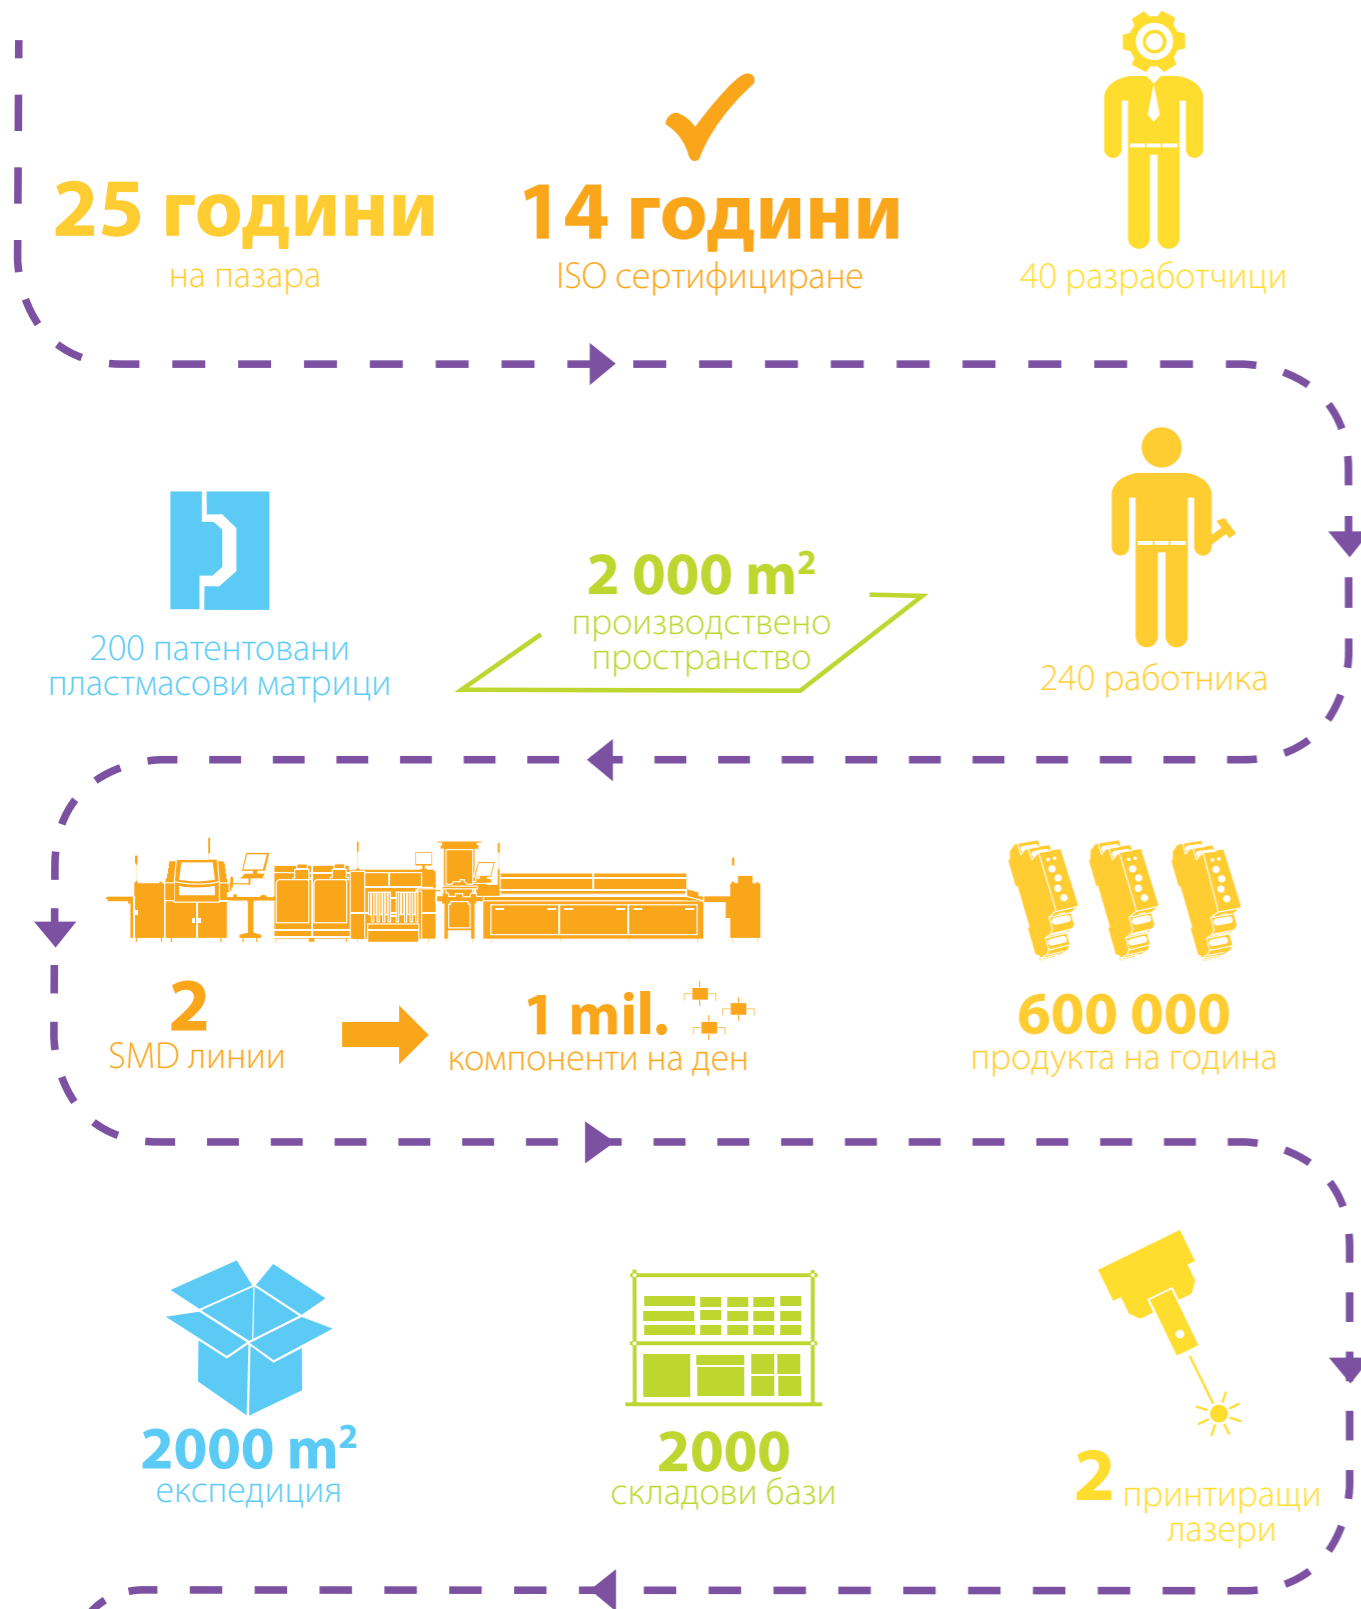 25 години
на пазара
14 години
ISO сертифициране
40 разработчици
200 патентовани
пластмасови матрици
2 000 m²
производствено
пространство
240 работника
2
SMD линии
1 mil.
компоненти на ден
600 000
продукта на година
2000 m²
експедиция
2000
складови бази
2 принтиращи
лазери